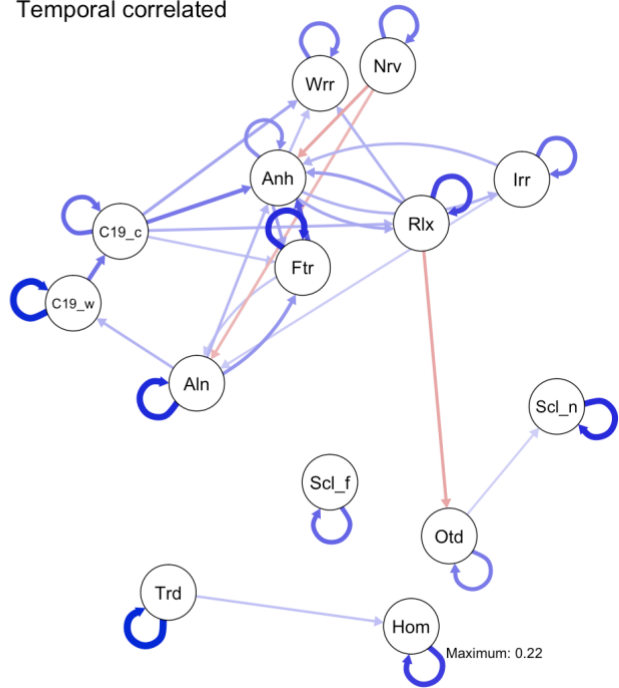 Temporal correlated
Nrv
Wrr
Anh
Irr
Rlx
C19_c
Ftr
C19_w
Aln
Scl_n
Scl_f
Otd
Trd
Hom
Maximum: 0.22